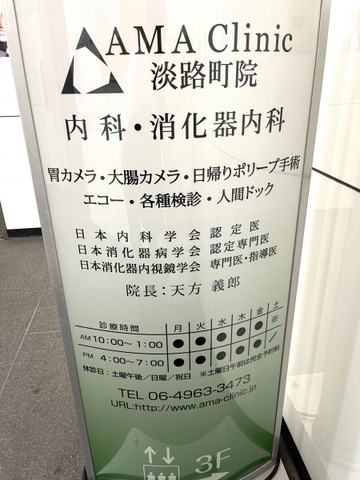 AMA Clinic
淡路町院
内科・消化器内科
胃カメラ・大腸カメラ・日帰りポリープ手術
エコー・各種検診・人間ドック
日本内科学会 認定医
日本消化器病学会 認定専門医
日本消化器内視鏡学会 専門医・指導医
院長:天方 義郎
診療時間 月 火 水 木 金 土
AM 10:00~1:00 ● ● ● ● ● ※
PM 4:00~7:00 ● ● ● ● ● /
休診日:土曜午後/日曜/祝日 ※土曜日午前は完全予約制
TEL 06-4963-3473
URL:http://www.ama-clinic.jp
3F